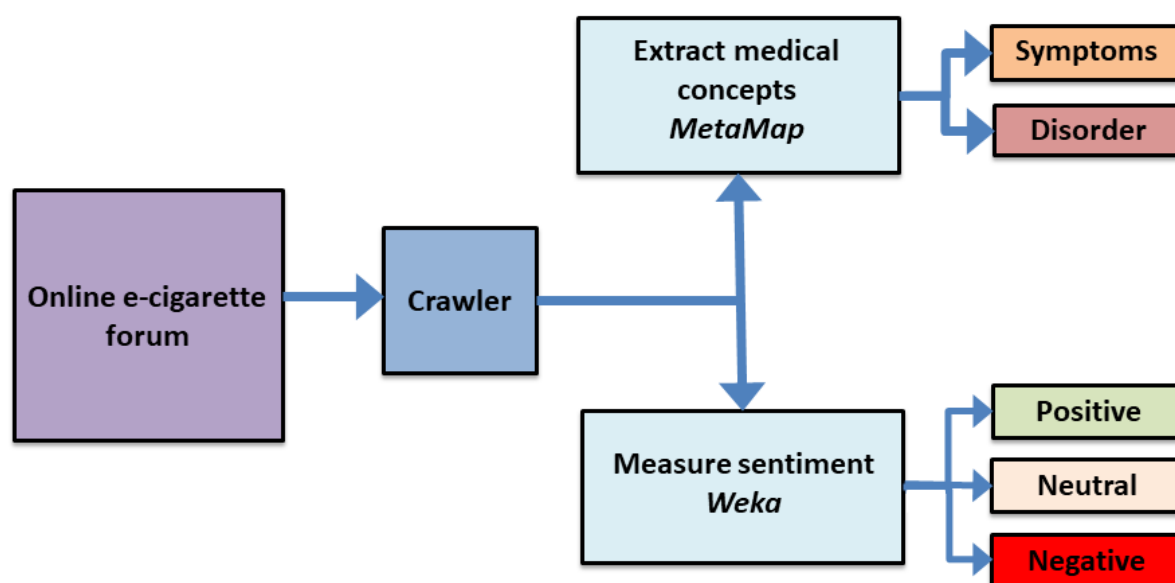 Online e-cigarette
forum
Crawler
Extract medical
concepts
MetaMap
Symptoms
Disorder
Measure sentiment
Weka
Positive
Neutral
Negative